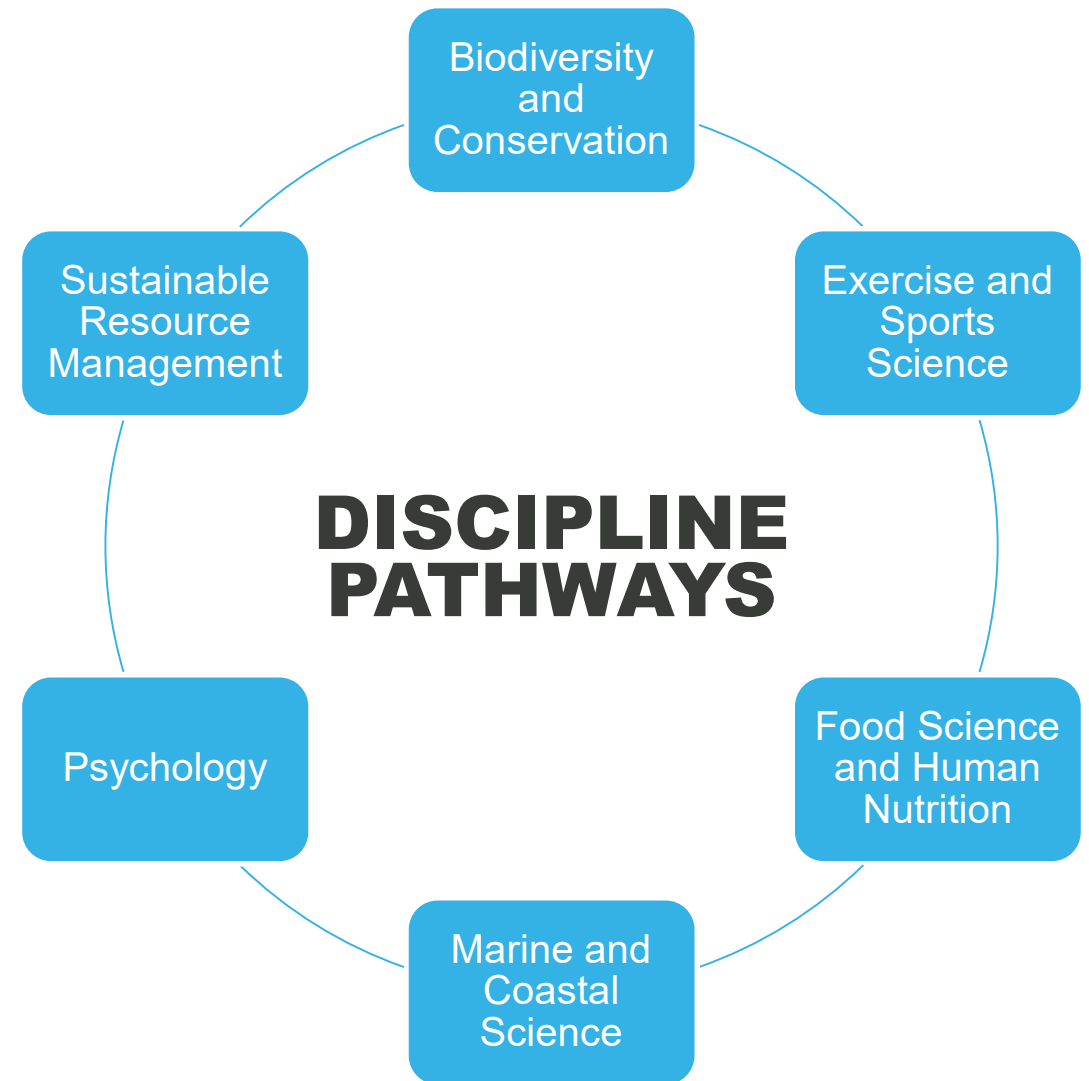 Biodiversity
and
Conservation
Sustainable
Resource
Management
Exercise and
Sports
Science
DISCIPLINE
PATHWAYS
Psychology
Food Science
and Human
Nutrition
Marine and
Coastal
Science